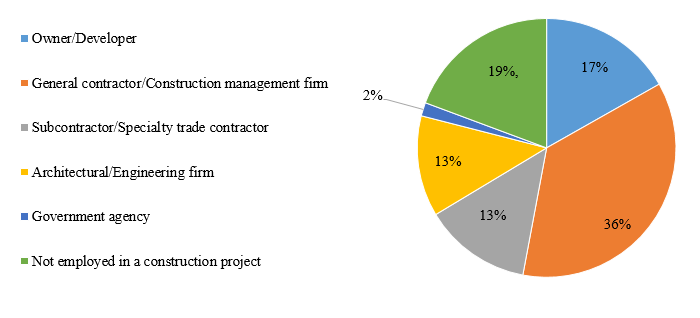 Owner/Developer
General contractor/Construction management firm
Subcontractor/Specialty trade contractor
Architectural/Engineering firm
Government agency
Not employed in a construction project
17%
36%
13%
13%
2%
19%,